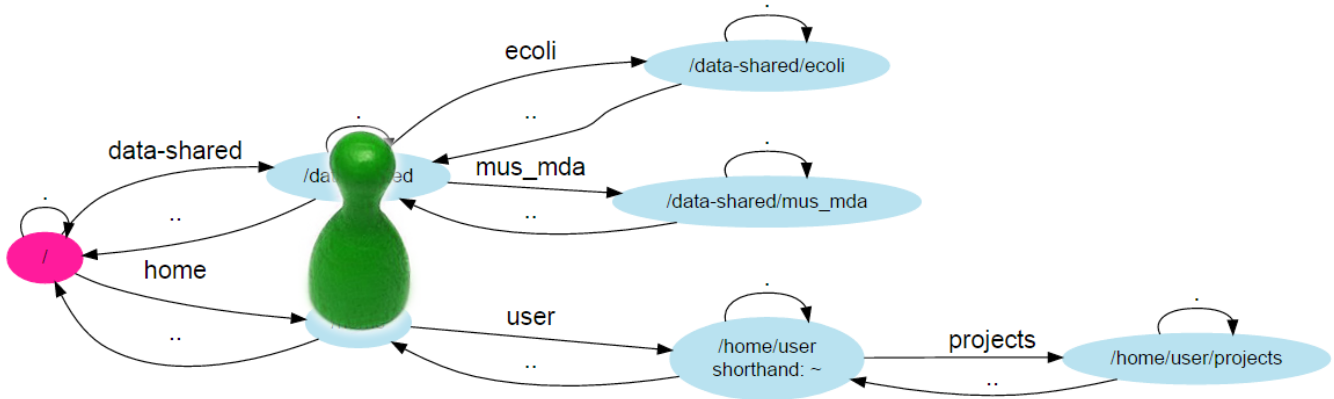 .
ecoli
/data-shared/ecoli
..
.
data-shared
mus_mda
.
/data-shared/mus_mda
..
.
..
/
home
..
user
..
.
/home/user
shorthand: ~
projects
..
.
/home/user/projects